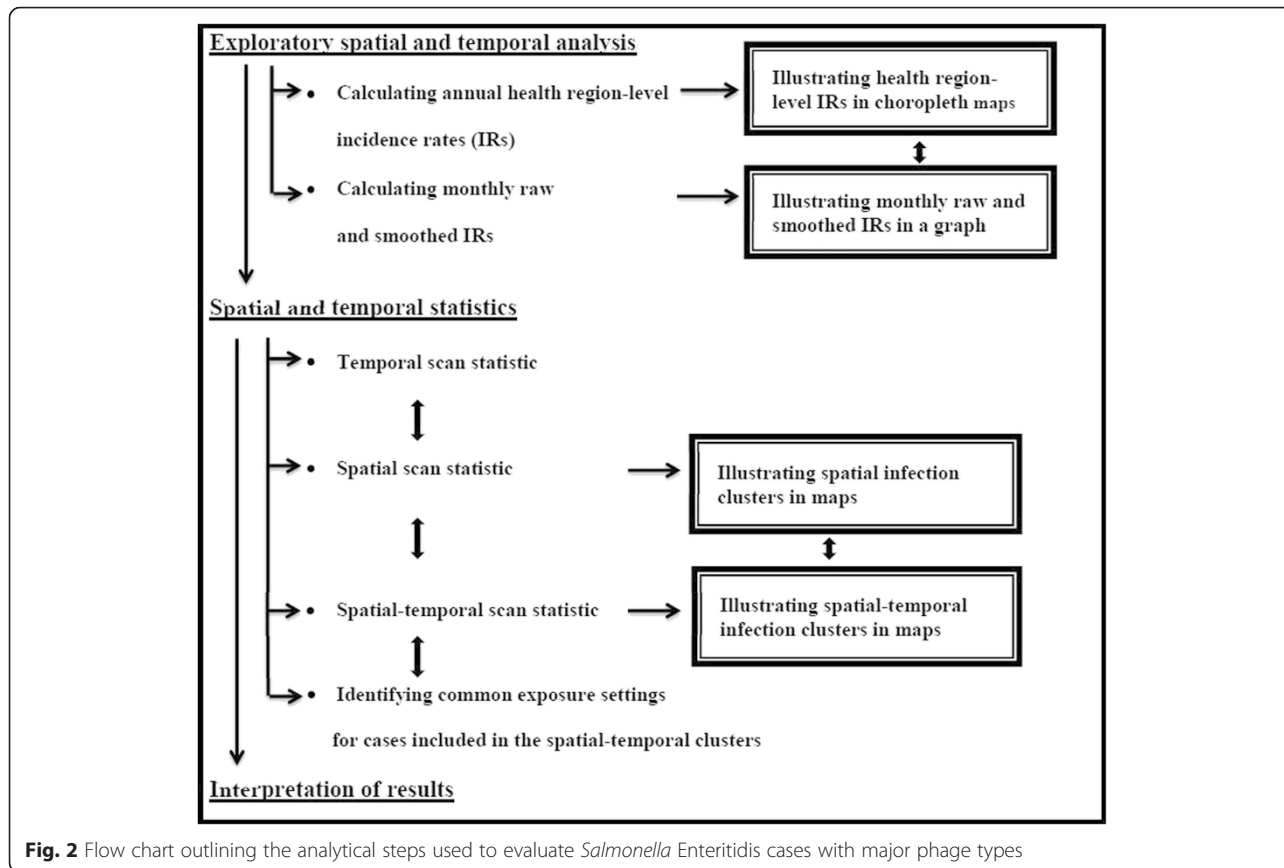 Exploratory spatial and temporal analysis
• Calculating annual health region-level
incidence rates (IRs)
Illustrating health region-
level IRs in choropleth maps
• Calculating monthly raw
and smoothed IRs
Illustrating monthly raw and
smoothed IRs in a graph
Spatial and temporal statistics
• Temporal scan statistic
• Spatial scan statistic
Illustrating spatial infection
clusters in maps
• Spatial-temporal scan statistic
Illustrating spatial-temporal
infection clusters in maps
• Identifying common exposure settings
for cases included in the spatial-temporal clusters
Interpretation of results
Fig. 2 Flow chart outlining the analytical steps used to evaluate Salmonella Enteritidis cases with major phage types